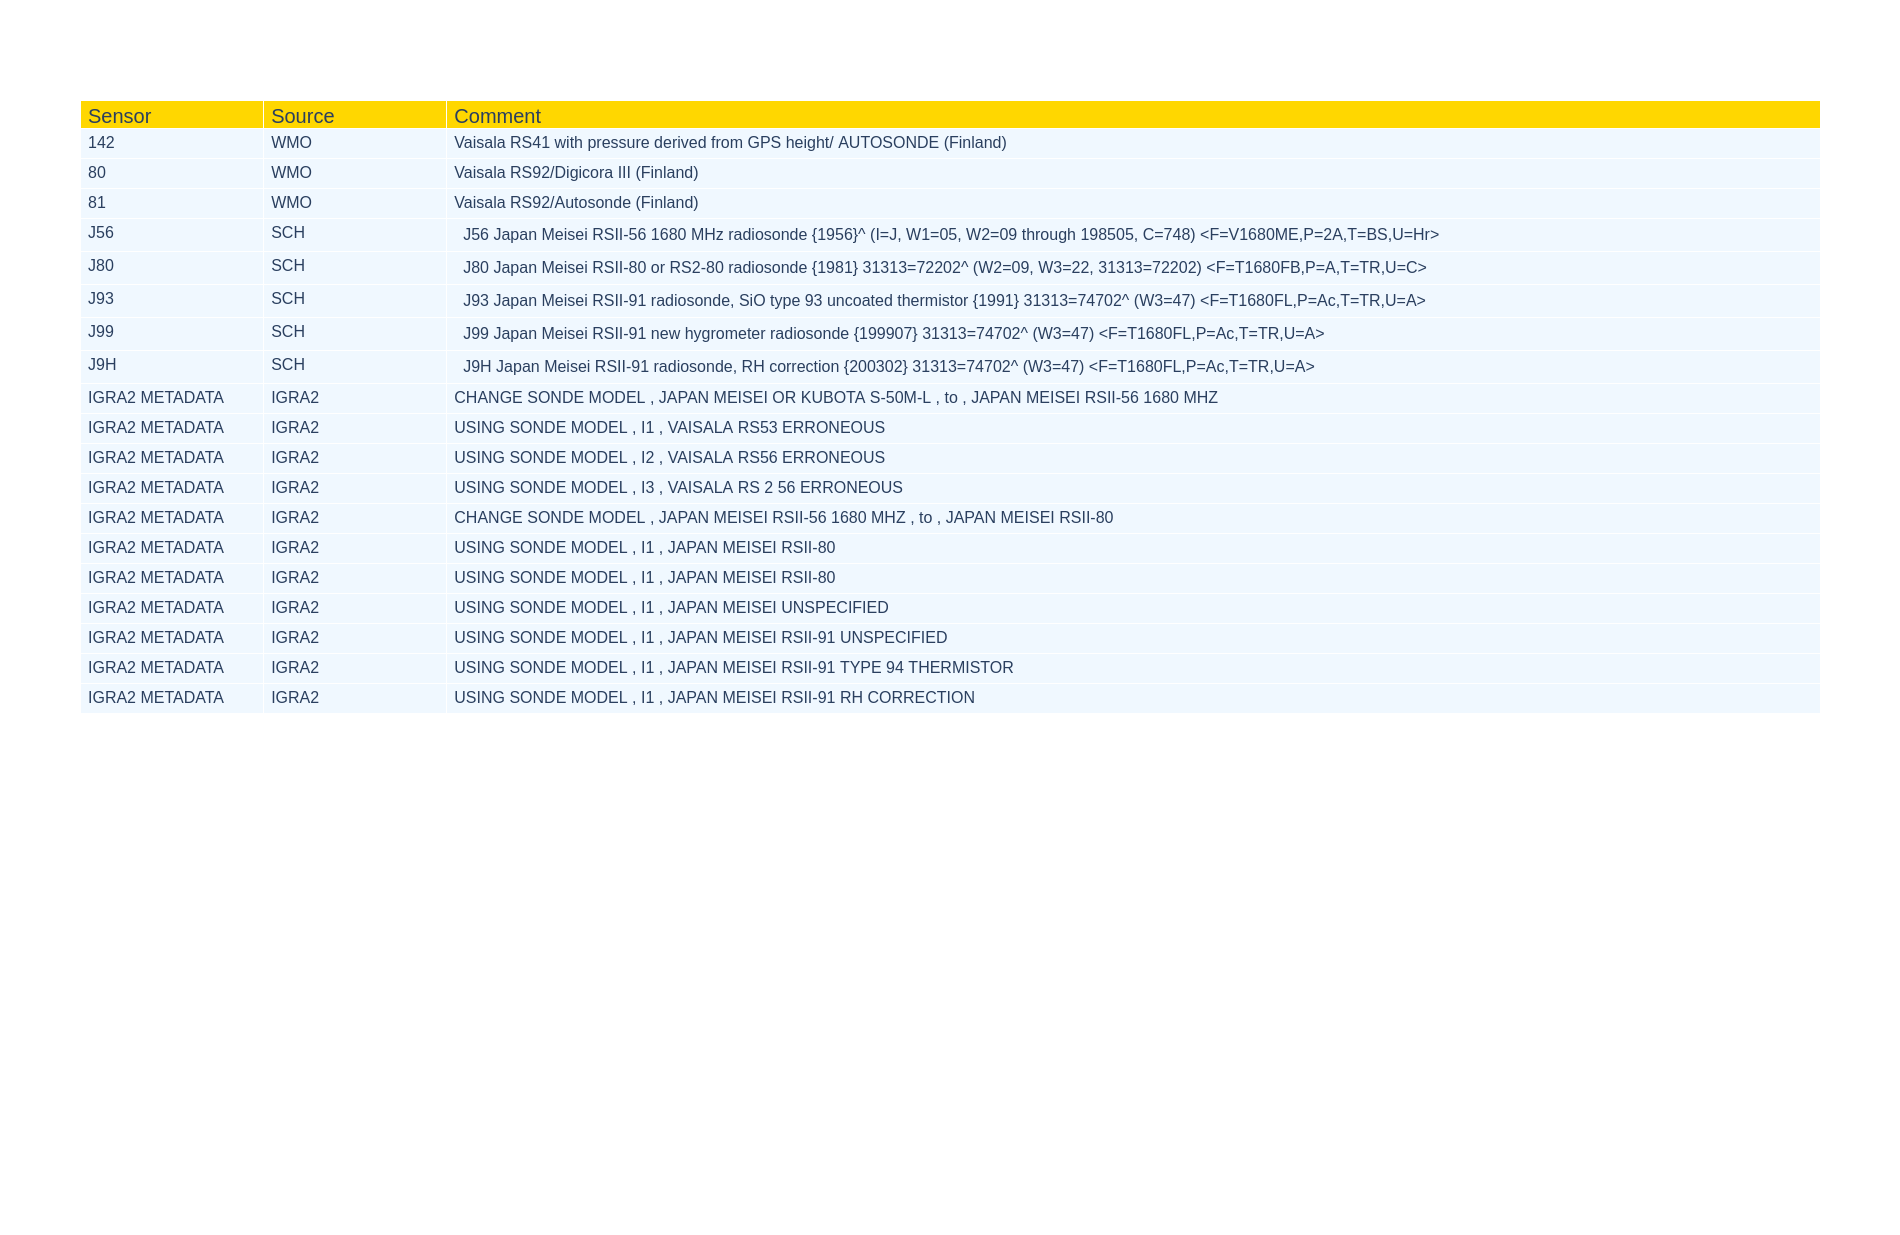 Sensor Source Comment
142 WMO Vaisala RS41 with pressure derived from GPS height/ AUTOSONDE (Finland)
80 WMO Vaisala RS92/Digicora III (Finland)
81 WMO Vaisala RS92/Autosonde (Finland)
J56 SCH J56 Japan Meisei RSII-56 1680 MHz radiosonde {1956}^ (I=J, W1=05, W2=09 through 198505, C=748) <F=V1680ME,P=2A,T=BS,U=Hr>
J80 SCH J80 Japan Meisei RSII-80 or RS2-80 radiosonde {1981} 31313=72202^ (W2=09, W3=22, 31313=72202) <F=T1680FB,P=A,T=TR,U=C>
J93 SCH J93 Japan Meisei RSII-91 radiosonde, SiO type 93 uncoated thermistor {1991} 31313=74702^ (W3=47) <F=T1680FL,P=Ac,T=TR,U=A>
J99 SCH J99 Japan Meisei RSII-91 new hygrometer radiosonde {199907} 31313=74702^ (W3=47) <F=T1680FL,P=Ac,T=TR,U=A>
J9H SCH J9H Japan Meisei RSII-91 radiosonde, RH correction {200302} 31313=74702^ (W3=47) <F=T1680FL,P=Ac,T=TR,U=A>
IGRA2 METADATA IGRA2 CHANGE SONDE MODEL , JAPAN MEISEI OR KUBOTA S-50M-L , to , JAPAN MEISEI RSII-56 1680 MHZ
IGRA2 METADATA IGRA2 USING SONDE MODEL , I1 , VAISALA RS53 ERRONEOUS
IGRA2 METADATA IGRA2 USING SONDE MODEL , I2 , VAISALA RS56 ERRONEOUS
IGRA2 METADATA IGRA2 USING SONDE MODEL , I3 , VAISALA RS 2 56 ERRONEOUS
IGRA2 METADATA IGRA2 CHANGE SONDE MODEL , JAPAN MEISEI RSII-56 1680 MHZ , to , JAPAN MEISEI RSII-80
IGRA2 METADATA IGRA2 USING SONDE MODEL , I1 , JAPAN MEISEI RSII-80
IGRA2 METADATA IGRA2 USING SONDE MODEL , I1 , JAPAN MEISEI RSII-80
IGRA2 METADATA IGRA2 USING SONDE MODEL , I1 , JAPAN MEISEI UNSPECIFIED
IGRA2 METADATA IGRA2 USING SONDE MODEL , I1 , JAPAN MEISEI RSII-91 UNSPECIFIED
IGRA2 METADATA IGRA2 USING SONDE MODEL , I1 , JAPAN MEISEI RSII-91 TYPE 94 THERMISTOR
IGRA2 METADATA IGRA2 USING SONDE MODEL , I1 , JAPAN MEISEI RSII-91 RH CORRECTION